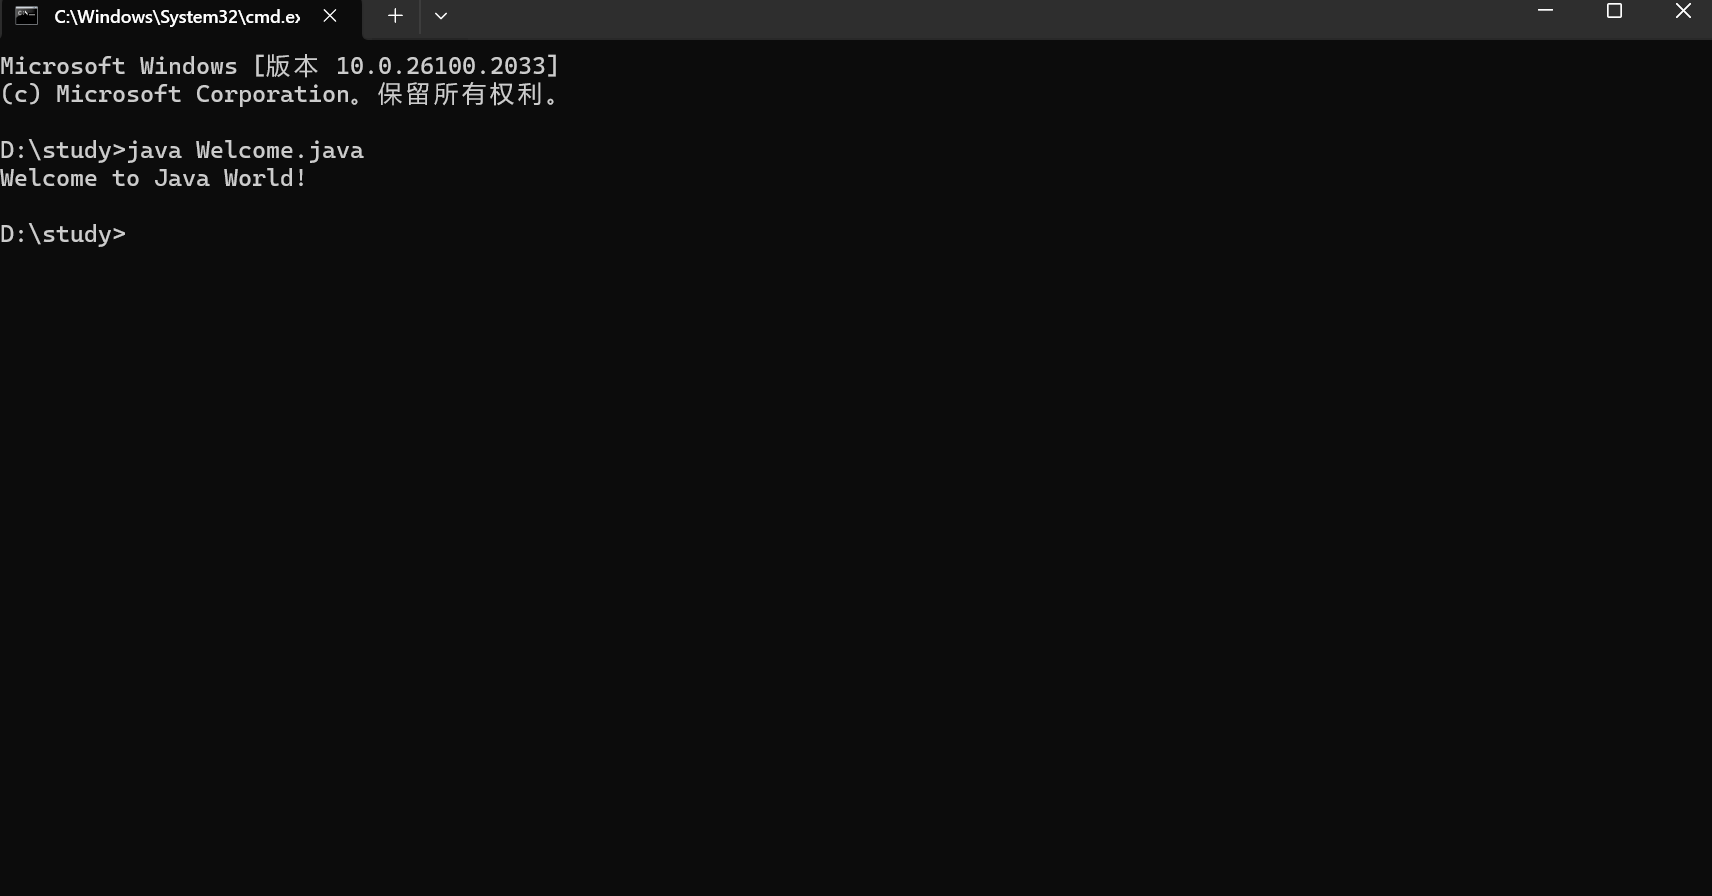 C:\Windows\System32\cmd.ex
Microsoft Windows [版本 10.0.26100.2033]
(c) Microsoft Corporation。保留所有权利。
D:\study>java Welcome.java
Welcome to Java World!
D:\study>